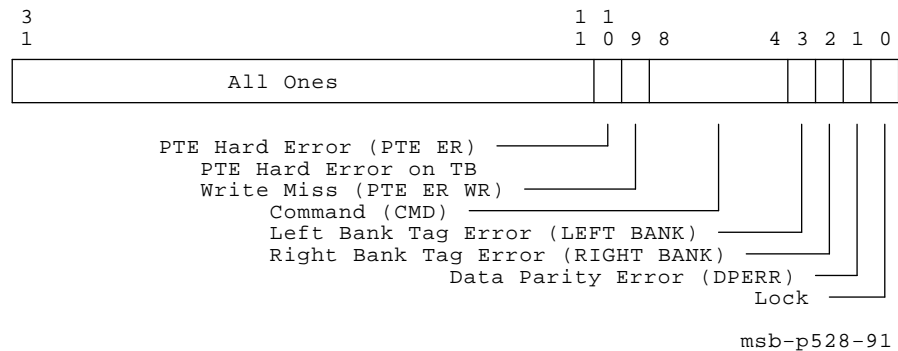 3 1 1
1 1 0 9 8 4 3 2 1 0
All Ones
PTE Hard Error (PTE ER)
PTE Hard Error on TB
Write Miss (PTE ER WR)
Command (CMD)
Left Bank Tag Error (LEFT BANK)
Right Bank Tag Error (RIGHT BANK)
Data Parity Error (DPERR)
Lock
msb-p528-91